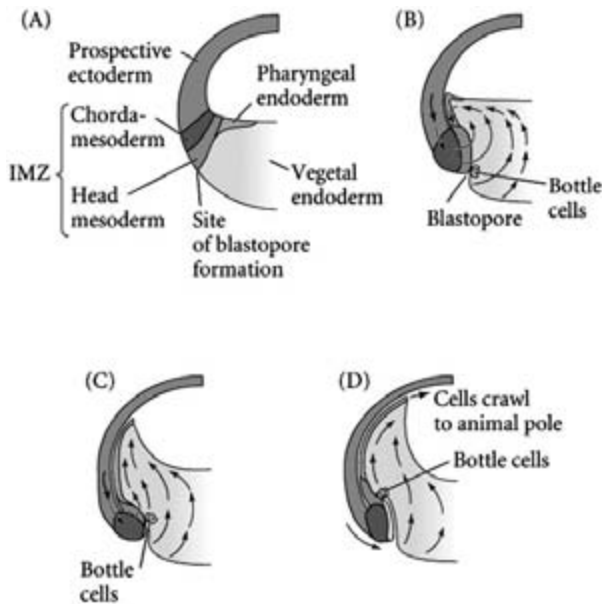 (A)
Prospective
ectoderm
Pharyngeal
endoderm
Chorda-
mesoderm
IMZ
Head
mesoderm
Vegetal
endoderm
Site
of blastopore
formation
(B)
Bottle
cells
Blastopore
(C)
Bottle
cells
(D)
Cells crawl
to animal pole
Bottle cells